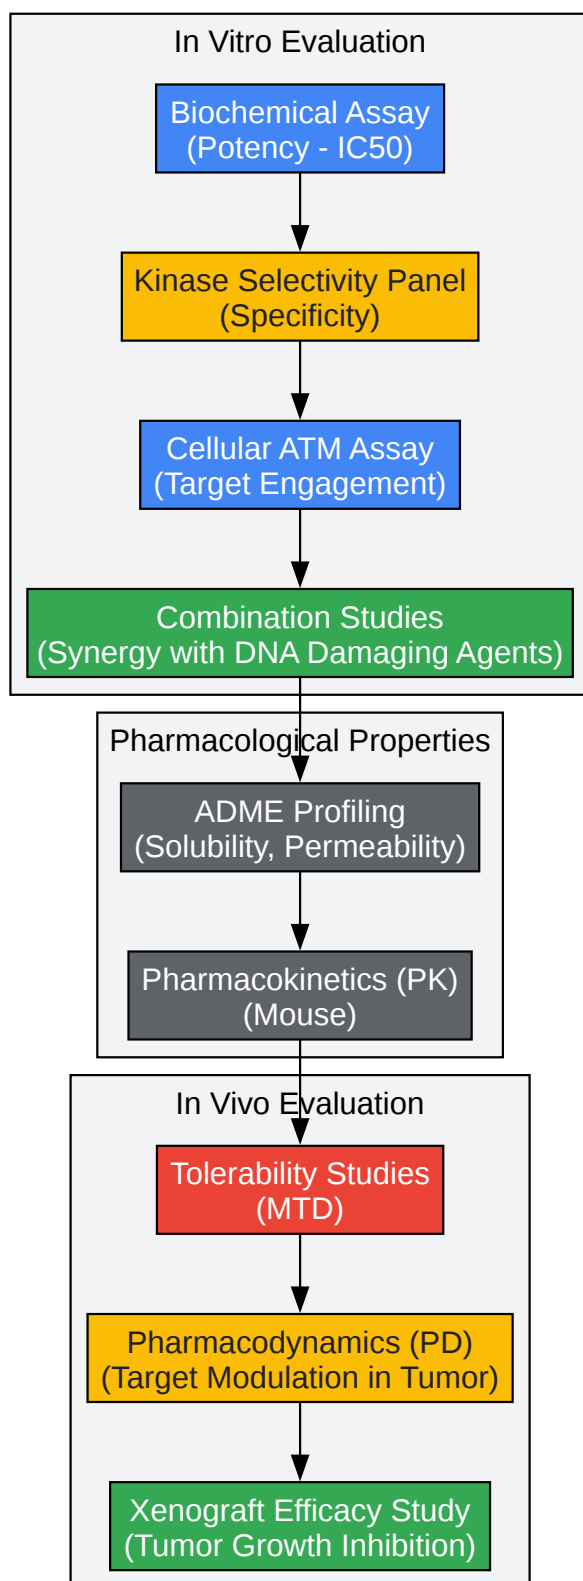 In Vitro Evaluation
Biochemical Assay
(Potency - IC50)
Kinase Selectivity Panel
(Specificity)
Cellular ATM Assay
(Target Engagement)
Combination Studies
(Synergy with DNA Damaging Agents)
Pharmacological Properties
ADME Profiling
(Solubility, Permeability)
Pharmacokinetics (PK)
(Mouse)
In Vivo Evaluation
Tolerability Studies
(MTD)
Pharmacodynamics (PD)
(Target Modulation in Tumor)
Xenograft Efficacy Study
(Tumor Growth Inhibition)